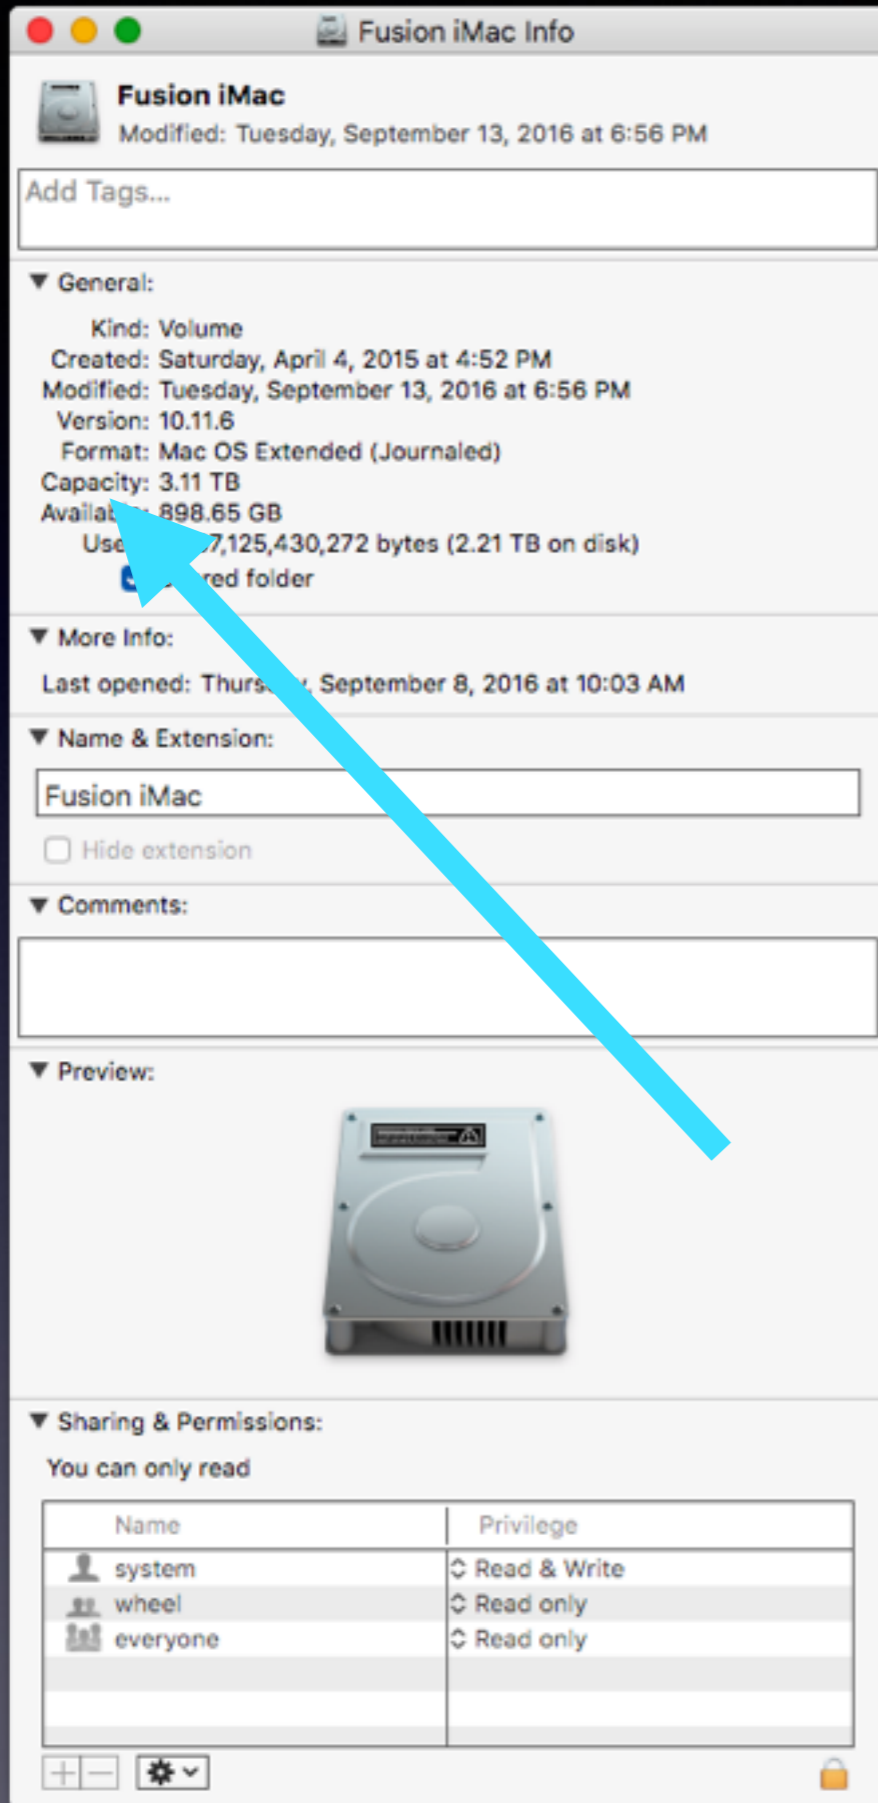 Fusion iMac Info
Fusion iMac
Modified: Tuesday, September 13, 2016 at 6:56 PM
Add Tags...
General:
Kind: Volume
Created: Saturday, April 4, 2015 at 4:52 PM
Modified: Tuesday, September 13, 2016 at 6:56 PM
Version: 10.11.6
Format: Mac OS Extended (Journaled)
Capacity: 3.11 TB
898.65 GB
bytes (2.21 TB on disk)
folder
More Info:
Last opened: September 8, 2016 at 10:03 AM
Name & Extension:
Fusion iMac
Hide extension
Comments:
Preview:
Sharing & Permissions:
You can only read
Name Privilege
system Read & Write
wheel Read only
everyone Read only